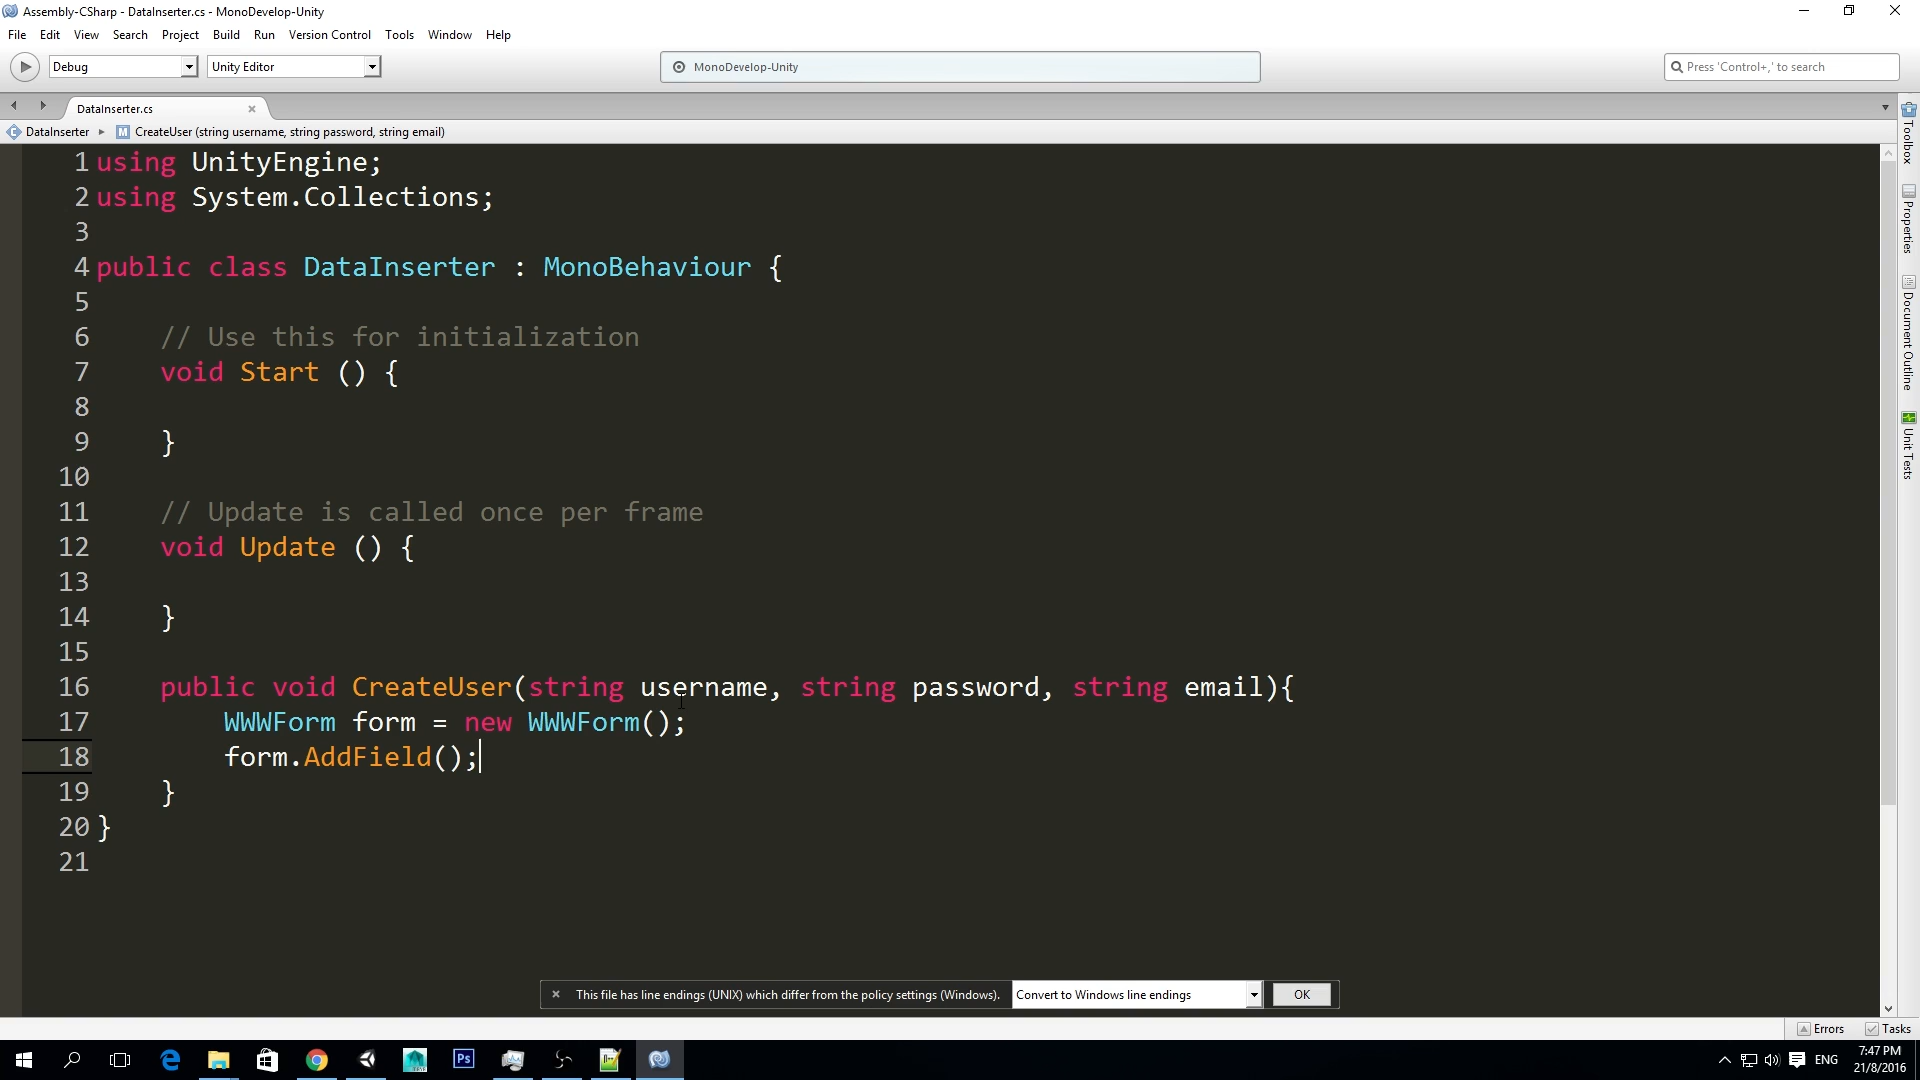 Assembly-CSharp - DataInserter.cs - MonoDevelop-Unity
File Edit View Search Project Build Run Version Control Tools Window Help
Debug Unity Editor MonoDevelop-Unity Press 'Control+,' to search
DataInserter.cs
DataInserter CreateUser (string username, string password, string email)
1 using UnityEngine;
2 using System.Collections;
3
4 public class DataInserter : MonoBehaviour {
5
6 // Use this for initialization
7 void Start () {
8
9 }
10
11 // Update is called once per frame
12 void Update () {
13
14 }
15
16 public void CreateUser(string username, string password, string email){
17 WWWForm form = new WWWForm();
18 form.AddField();
19 }
20 }
21
Toolbox
Properties
Document Outline
Unit Tests
This file has line endings (UNIX) which differ from the policy settings (Windows). Convert to Windows line endings OK
Errors Tasks
Ps
ENG
7:47 PM
21/8/2016